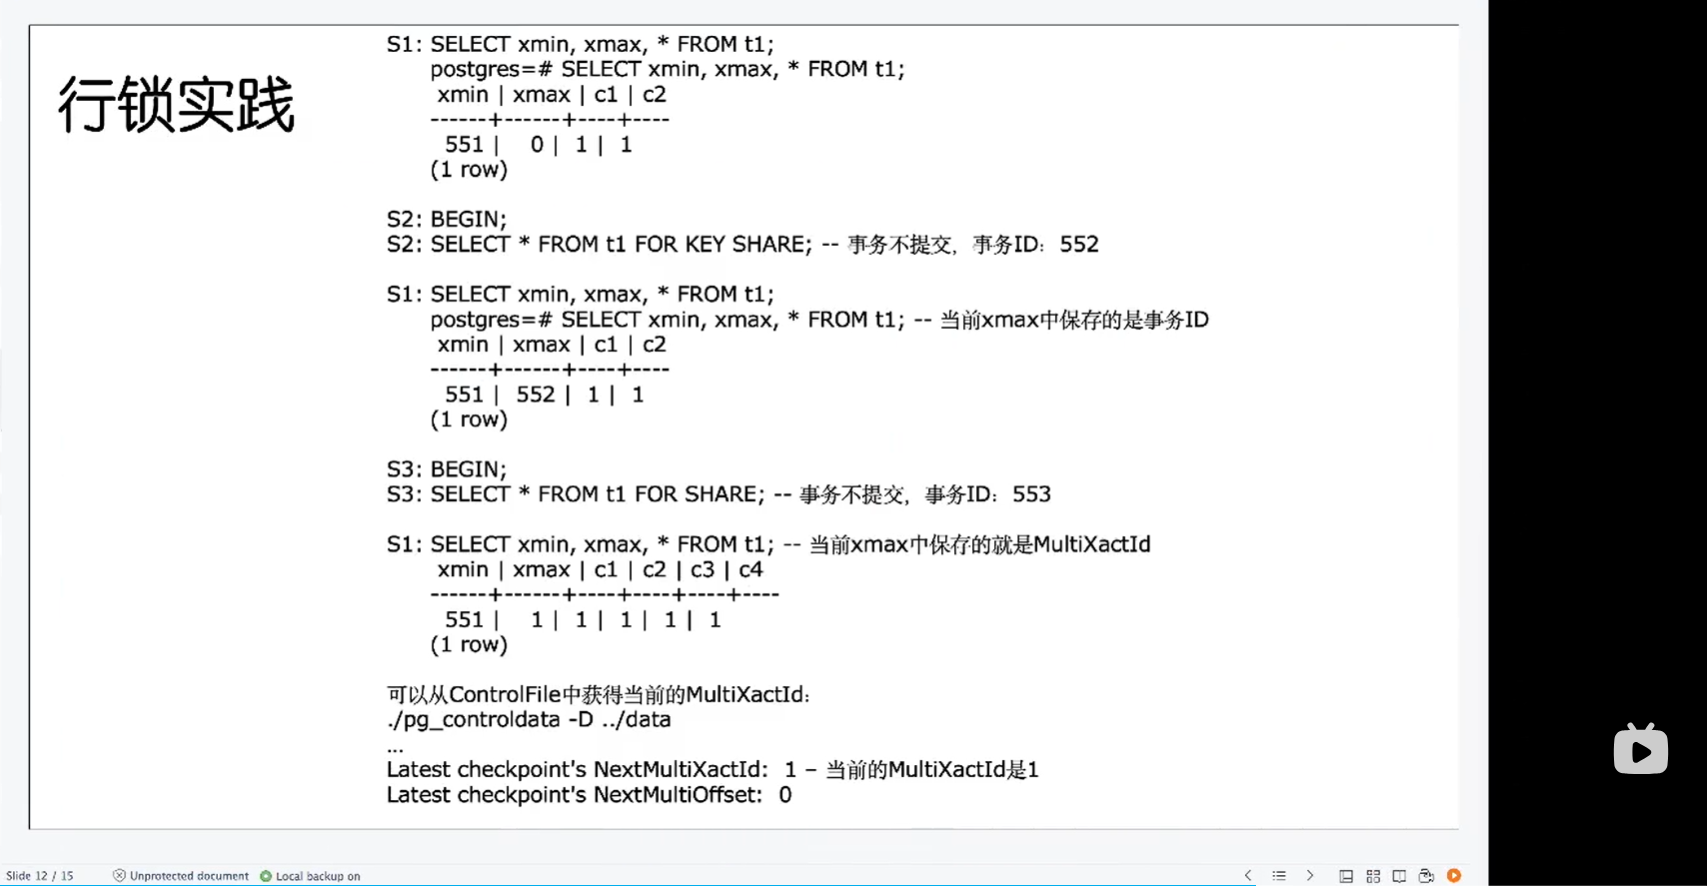 行锁实践
S1: SELECT xmin, xmax, * FROM t1;
postgres=# SELECT xmin, xmax, * FROM t1;
xmin | xmax | c1 | c2
------+------+----+----
551 | 0 | 1 | 1
(1 row)
S2: BEGIN;
S2: SELECT * FROM t1 FOR KEY SHARE; -- 事务不提交，事务ID：552
S1: SELECT xmin, xmax, * FROM t1;
postgres=# SELECT xmin, xmax, * FROM t1; -- 当前xmax中保存的是事务ID
xmin | xmax | c1 | c2
------+------+----+----
551 | 552 | 1 | 1
(1 row)
S3: BEGIN;
S3: SELECT * FROM t1 FOR SHARE; -- 事务不提交，事务ID：553
S1: SELECT xmin, xmax, * FROM t1; -- 当前xmax中保存的就是MultiXactId
xmin | xmax | c1 | c2 | c3 | c4
------+------+----+----+----+----
551 | 1 | 1 | 1 | 1 | 1
(1 row)
可以从ControlFile中获得当前的MultiXactId：
./pg_controldata -D ../data
...
Latest checkpoint's NextMultiXactId: 1 – 当前的MultiXactId是1
Latest checkpoint's NextMultiOffset: 0
Slide 12 / 15
Unprotected document
Local backup on